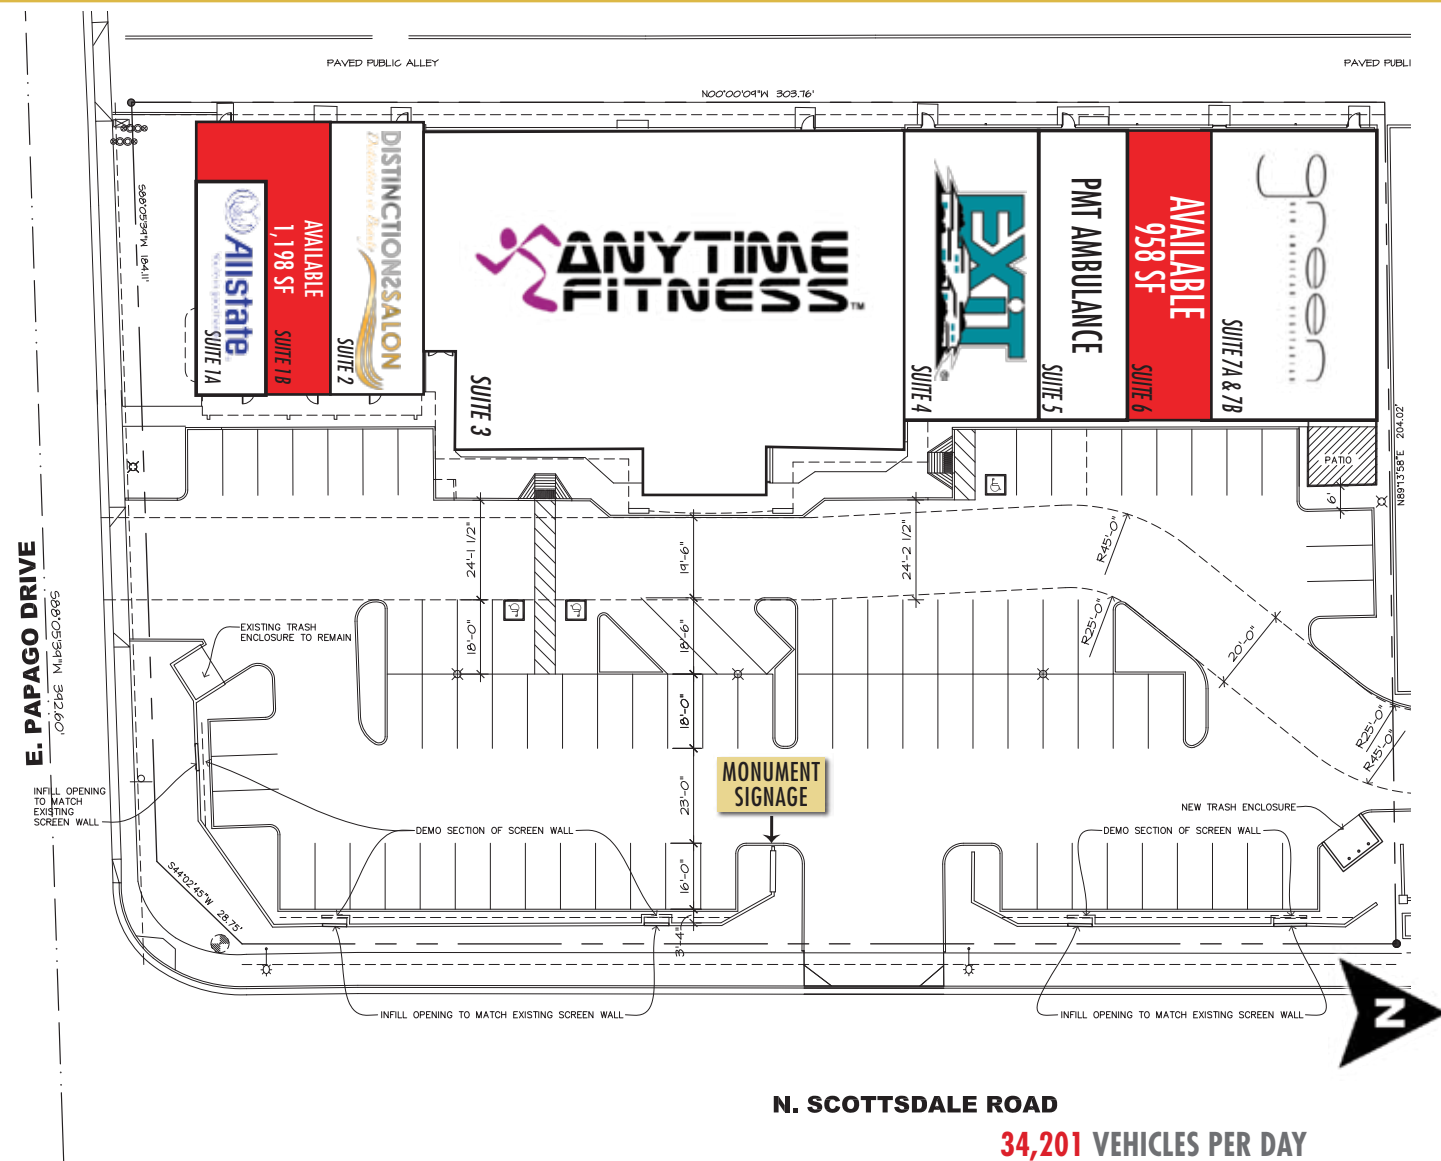 PAVED PUBLIC ALLEY
PAVED PUBLI
N00°00'09"W 303.76'
S88°05'39"W 184.11'
Allstate
SUITE 1A
AVAILABLE
1,198 SF
SUITE 1B
DISTINCTION2SALON
SUITE 2
ANYTIME
FITNESS™
SUITE 3
EXIT
SUITE 4
PMT AMBULANCE
SUITE 5
AVAILABLE
958 SF
SUITE 6
green
SUITE 7A & 7B
PATIO
6'
N89°13'58"E 204.02'
24'-1 1/2"
19'-6"
24'-2 1/2"
R45'-0"
R25'-0"
20'-0"
18'-0"
18'-6"
18'-0"
R25'-0"
R45'-0"
E. PAPAGO DRIVE
S88°05'39"W 392.60'
EXISTING TRASH
ENCLOSURE TO REMAIN
INFILL OPENING
TO MATCH
EXISTING
SCREEN WALL
MONUMENT
SIGNAGE
23'-0"
NEW TRASH ENCLOSURE
DEMO SECTION OF SCREEN WALL
DEMO SECTION OF SCREEN WALL
16'-0"
3'-4"
S44°02'45"W 28.75'
INFILL OPENING TO MATCH EXISTING SCREEN WALL
INFILL OPENING TO MATCH EXISTING SCREEN WALL
N
N. SCOTTSDALE ROAD
34,201 VEHICLES PER DAY